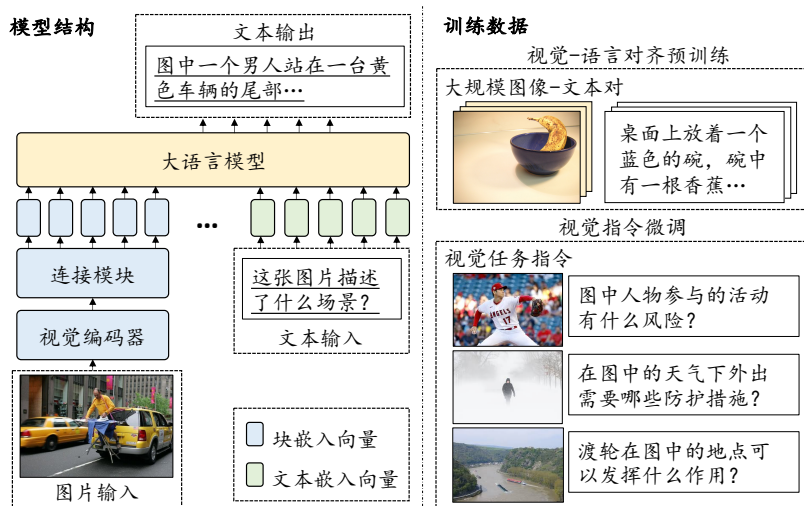 模型结构
文本输出
图中一个男人站在一台黄
色车辆的尾部…
大语言模型
…
连接模块
视觉编码器
这张图片描述
了什么场景？
文本输入
图片输入
块嵌入向量
文本嵌入向量
训练数据
视觉-语言对齐预训练
大规模图像-文本对
桌面上放着一个
蓝色的碗，碗中
有一根香蕉…
视觉指令微调
视觉任务指令
ANGELS
17
图中人物参与的活动
有什么风险？
在图中的天气下外出
需要哪些防护措施？
渡轮在图中的地点可
以发挥什么作用？